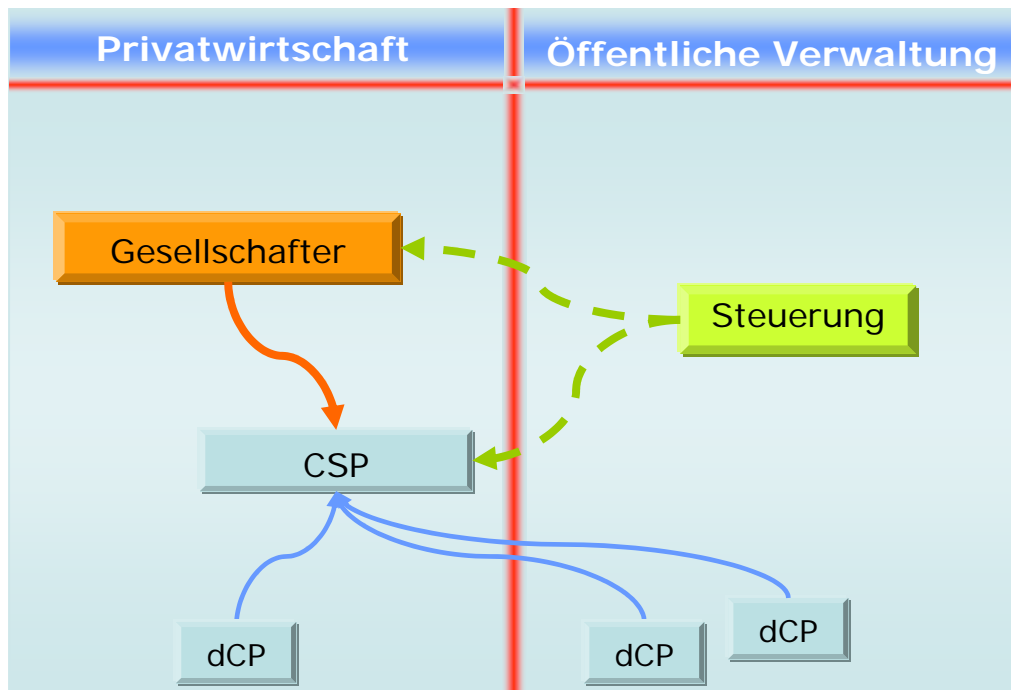 Privatwirtschaft
Öffentliche Verwaltung
Gesellschafter
Steuerung
CSP
dCP
dCP
dCP